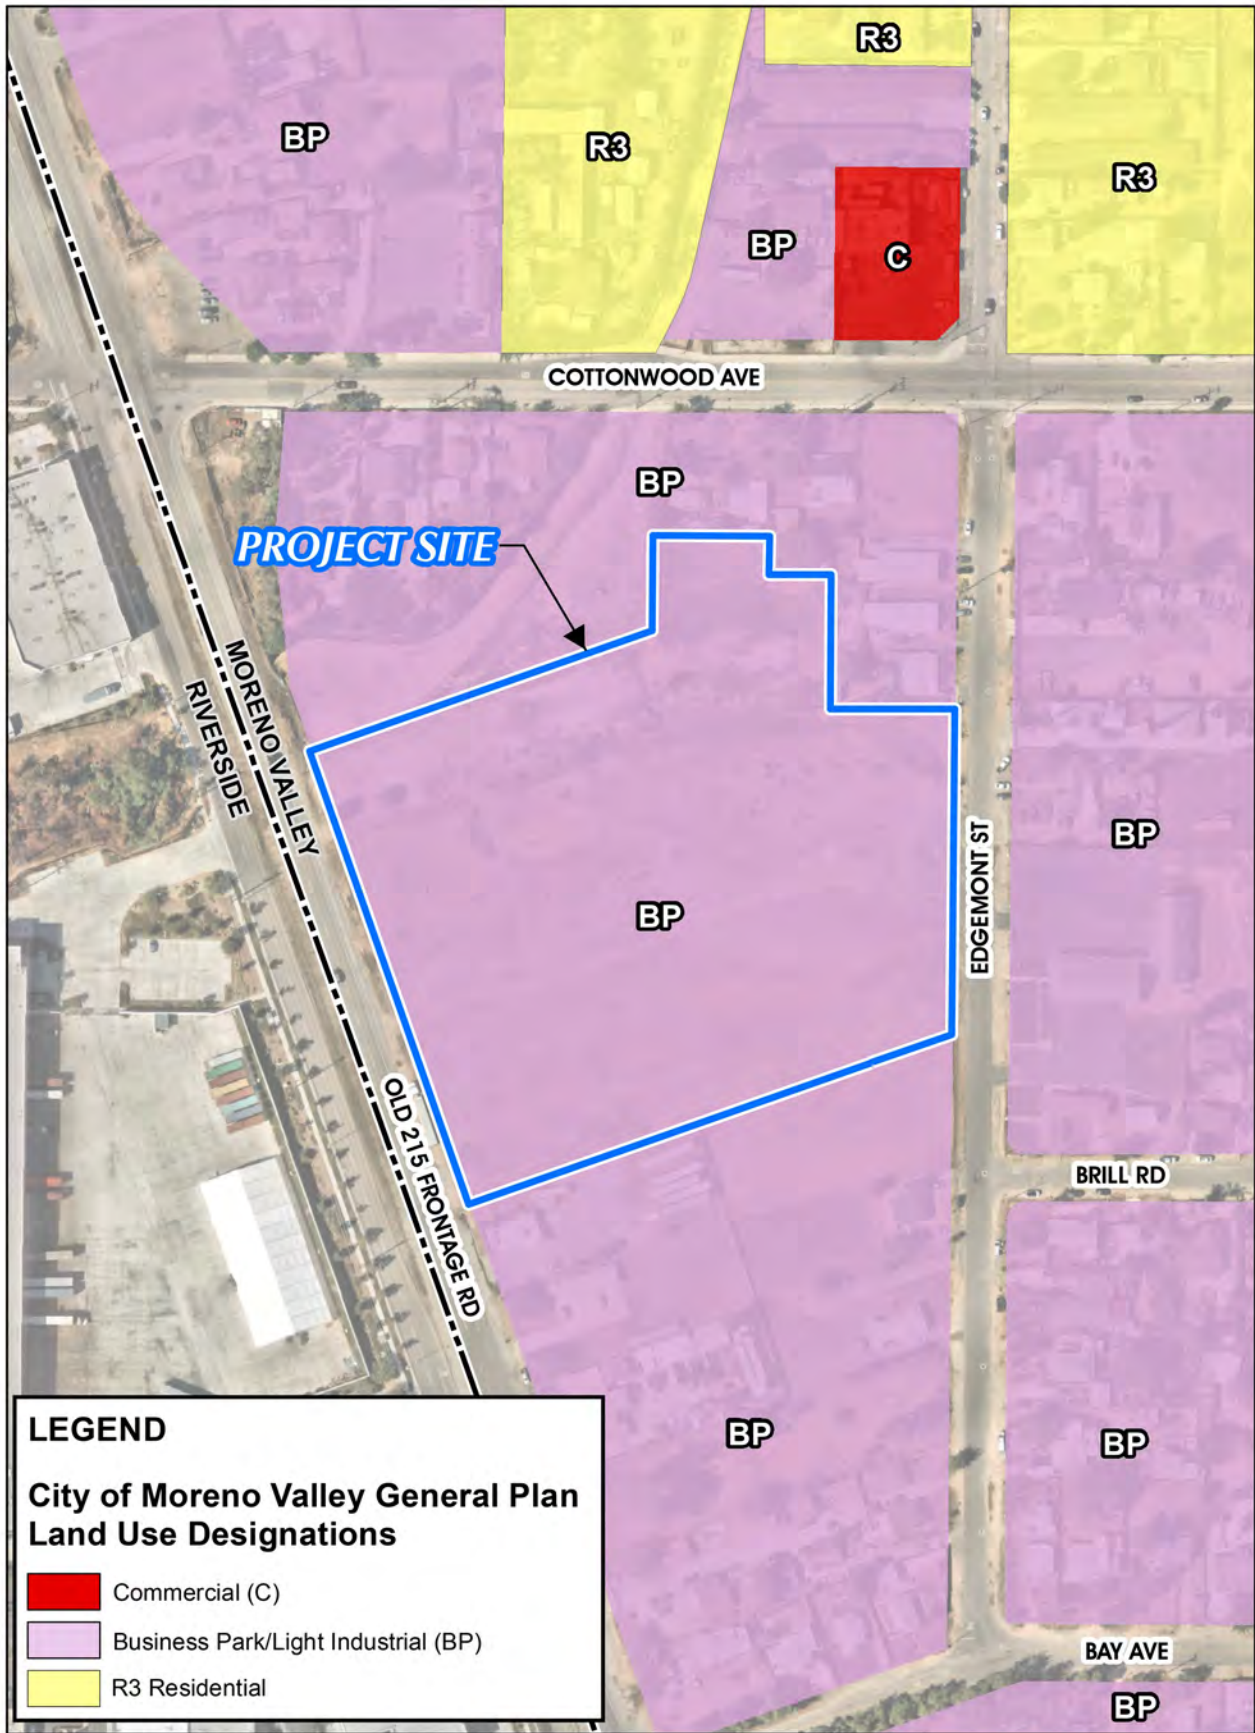 R3
BP
R3
R3
BP
C
COTTONWOOD AVE
BP
PROJECT SITE
MORENO VALLEY
RIVERSIDE
BP
EDGEMONT ST
BP
OLD 215 FRONTAGE RD
BRILL RD
BP
BP
BAY AVE
BP
LEGEND
City of Moreno Valley General Plan
Land Use Designations
Commercial (C)
Business Park/Light Industrial (BP)
R3 Residential